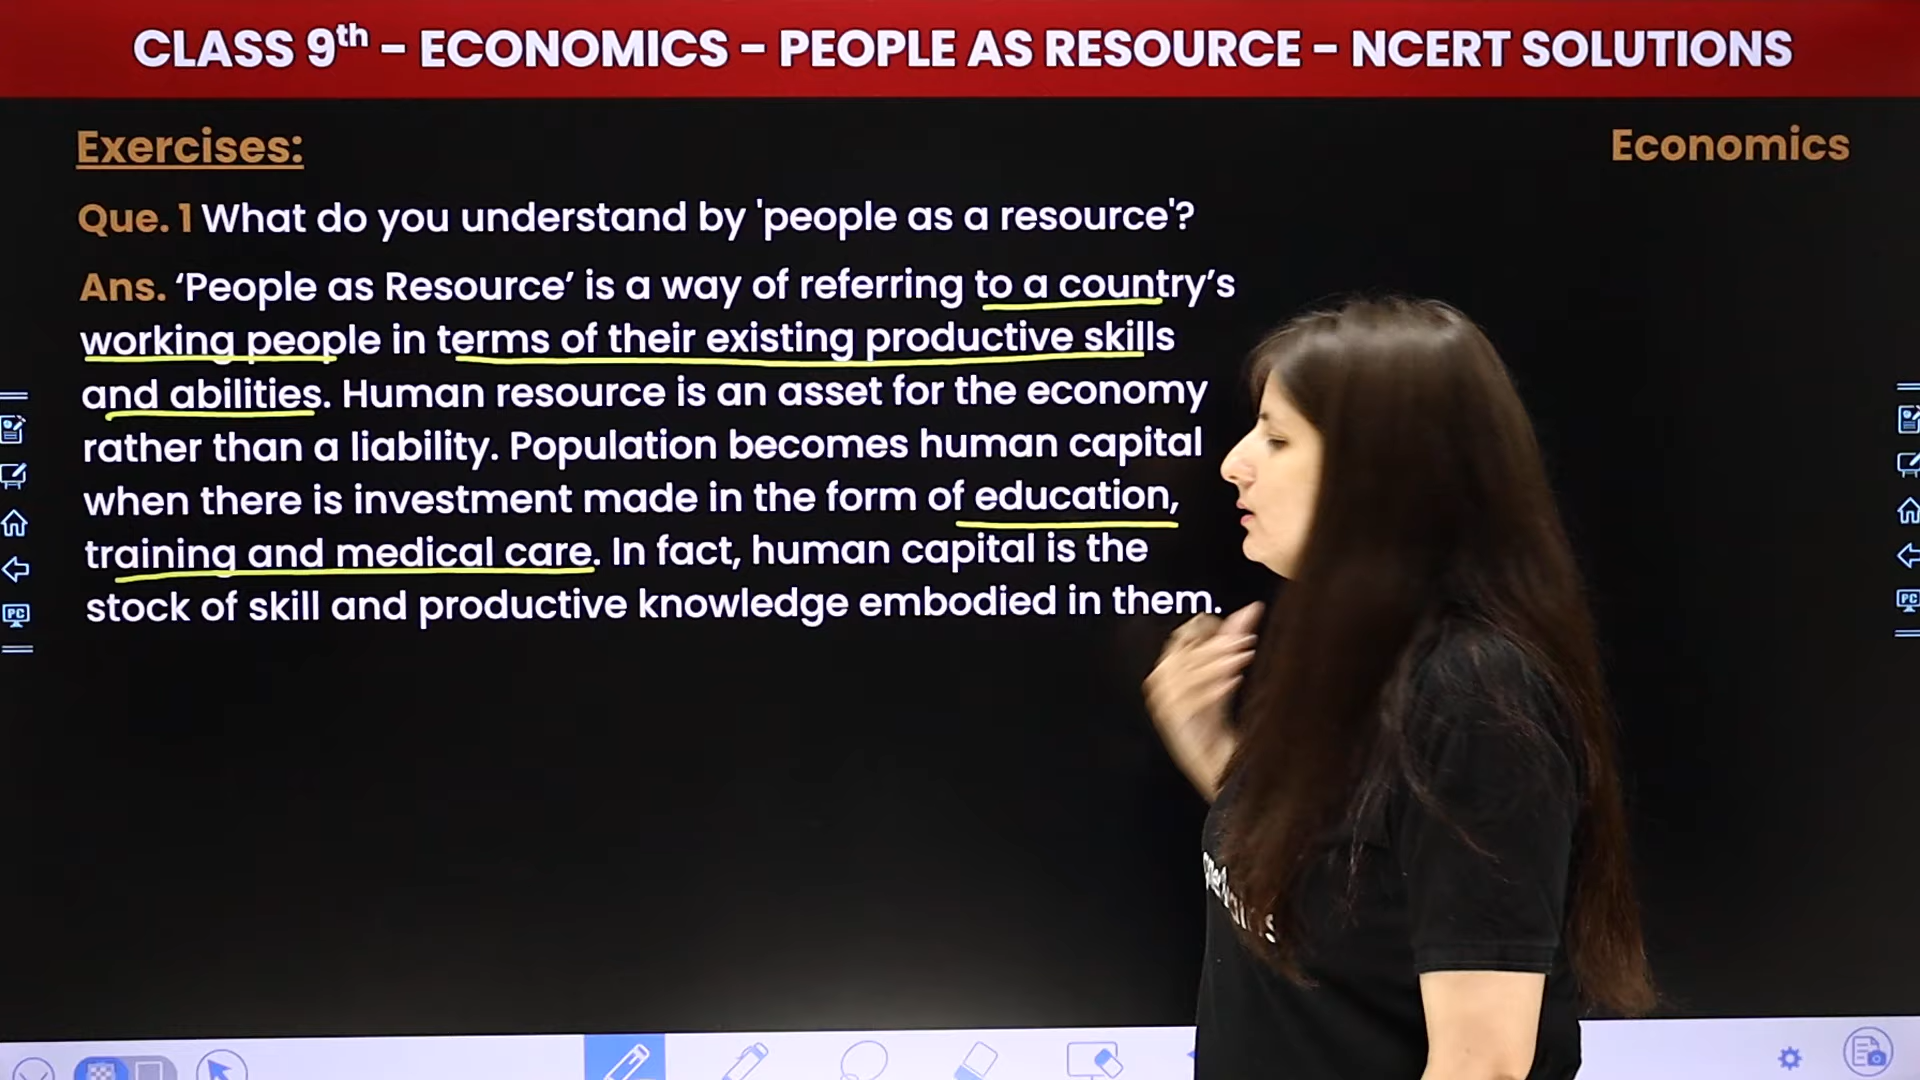 CLASS 9th – ECONOMICS – PEOPLE AS RESOURCE – NCERT SOLUTIONS
Exercises:
Economics
Que. 1 What do you understand by 'people as a resource'?
Ans. ‘People as Resource’ is a way of referring to a country’s
working people in terms of their existing productive skills
and abilities. Human resource is an asset for the economy
rather than a liability. Population becomes human capital
when there is investment made in the form of education,
training and medical care. In fact, human capital is the
stock of skill and productive knowledge embodied in them.
PC
PC